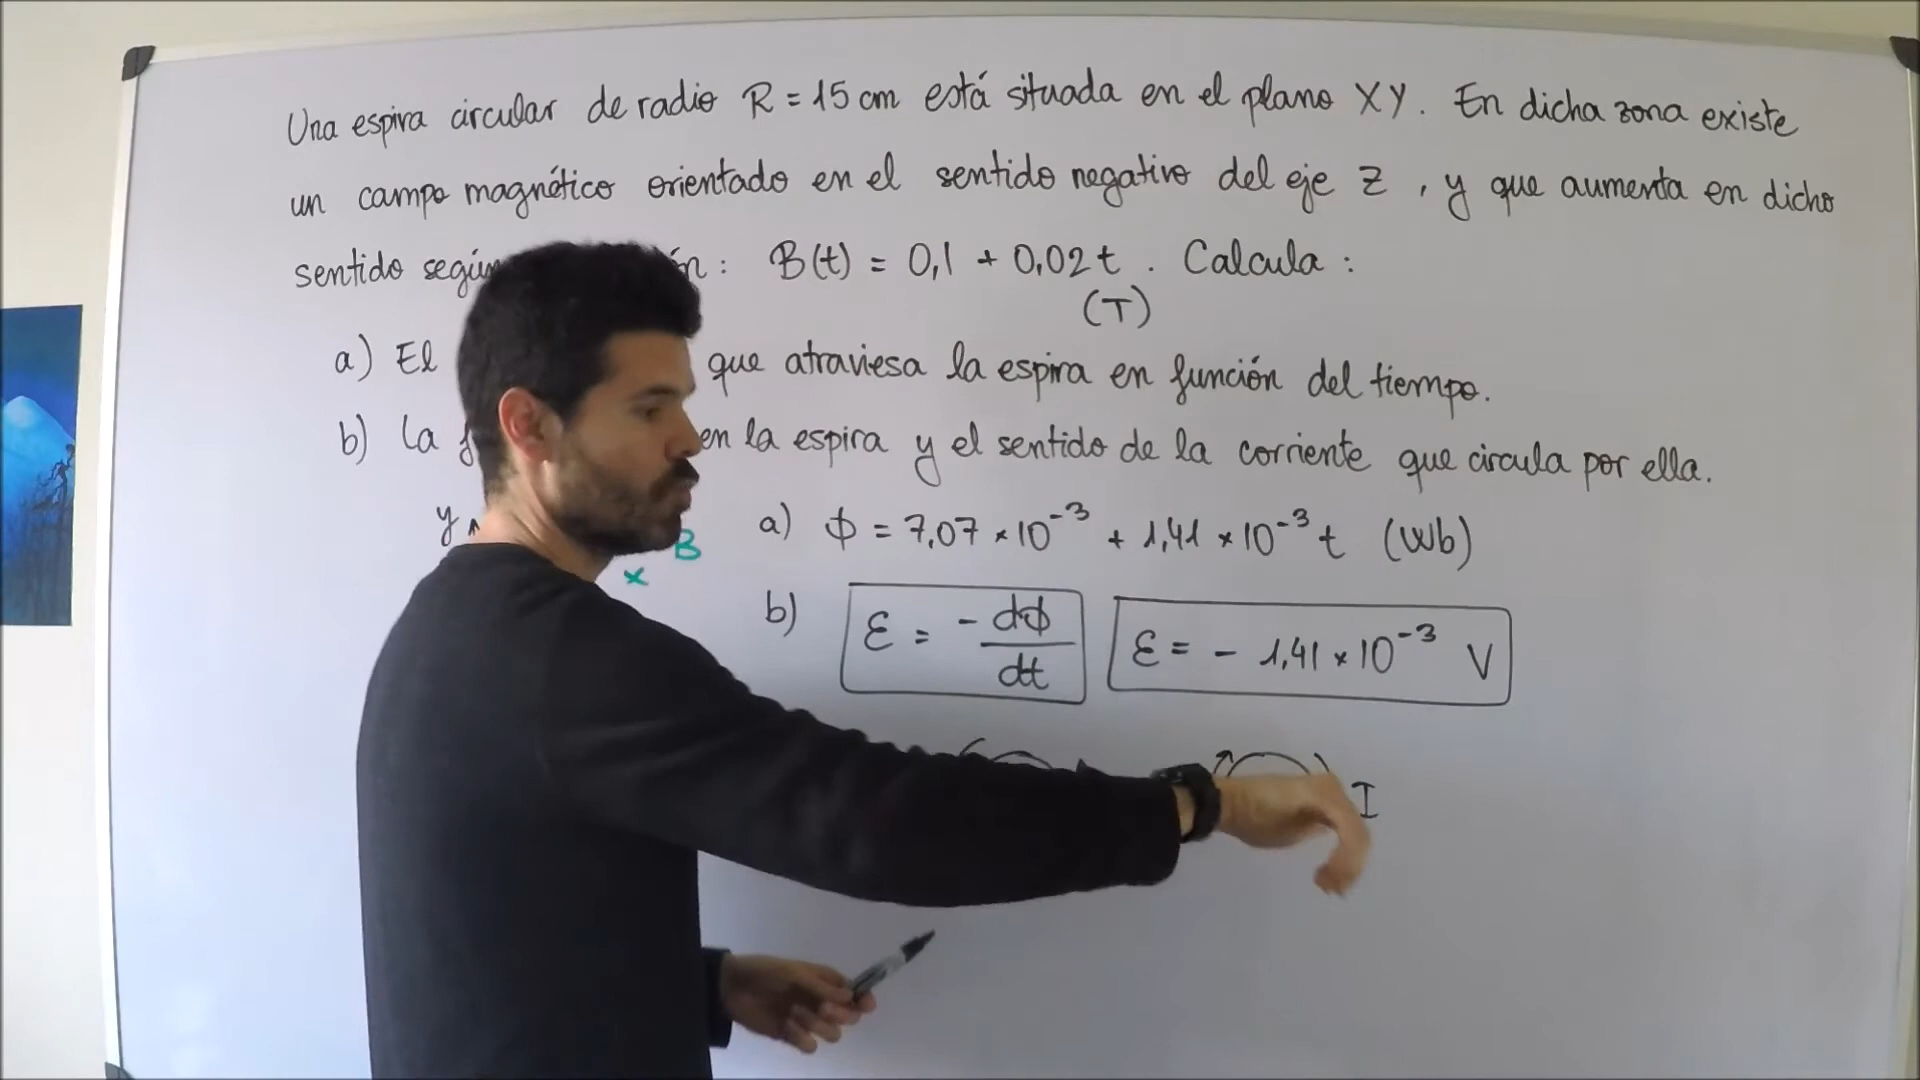 Una espira circular de radio R = 15 cm está situada en el plano XY. En dicha zona existe
un campo magnético orientado en el sentido negativo del eje Z, y que aumenta en dicho
sentido según : B(t) = 0,1 + 0,02 t . Calcula :
(T)
a) El que atraviesa la espira en función del tiempo.
b) La en la espira y el sentido de la corriente que circula por ella.
y B
x
a) ϕ = 7,07 × 10⁻³ + 1,41 × 10⁻³ t (Wb)
b) ε = - dϕ/dt ε = - 1,41 × 10⁻³ V
I